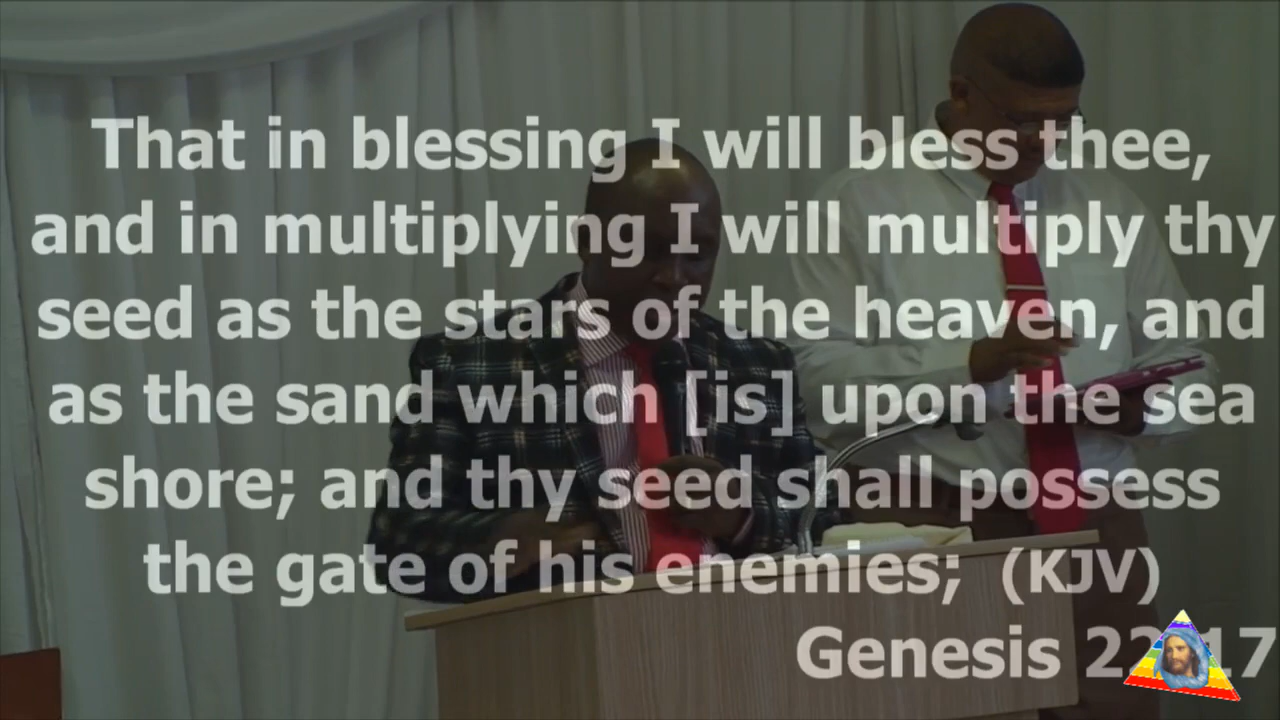 That in blessing I will bless thee,
and in multiplying I will multiply thy
seed as the stars of the heaven, and
as the sand which [is] upon the sea
shore; and thy seed shall possess
the gate of his enemies; (KJV)
Genesis 22:17